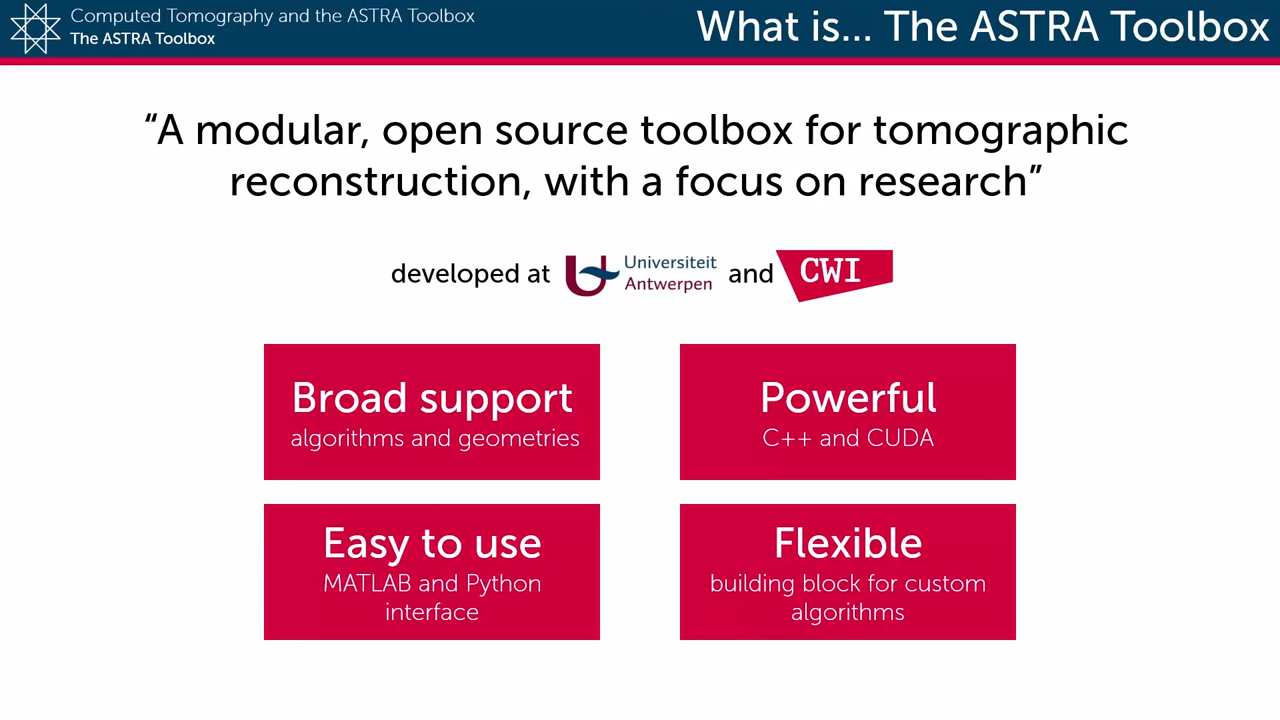 Computed Tomography and the ASTRA Toolbox
The ASTRA Toolbox
What is... The ASTRA Toolbox
“A modular, open source toolbox for tomographic
reconstruction, with a focus on research”
developed at Universiteit Antwerpen and CWI
Broad support
algorithms and geometries
Powerful
C++ and CUDA
Easy to use
MATLAB and Python
interface
Flexible
building block for custom
algorithms